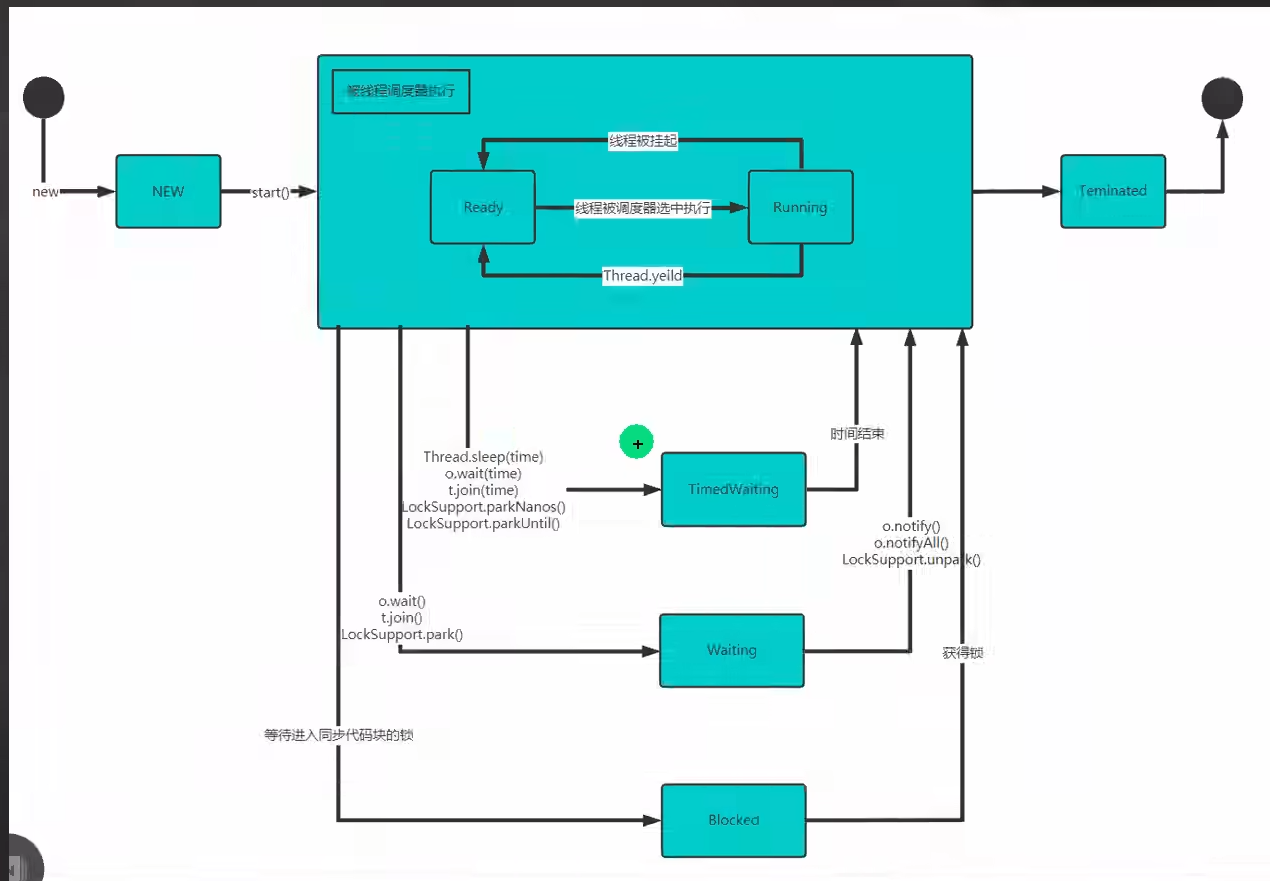 被线程调度器执行
线程被挂起
new
NEW
start()
Ready
线程被调度器选中执行
Running
Teminated
Thread.yeild
时间结束
Thread.sleep(time)
o.wait(time)
t.join(time)
LockSupport.parkNanos()
LockSupport.parkUntil()
TimedWaiting
o.notify()
o.notifyAll()
LockSupport.unpark()
o.wait()
t.join()
LockSupport.park()
Waiting
获得锁
等待进入同步代码块的锁
Blocked